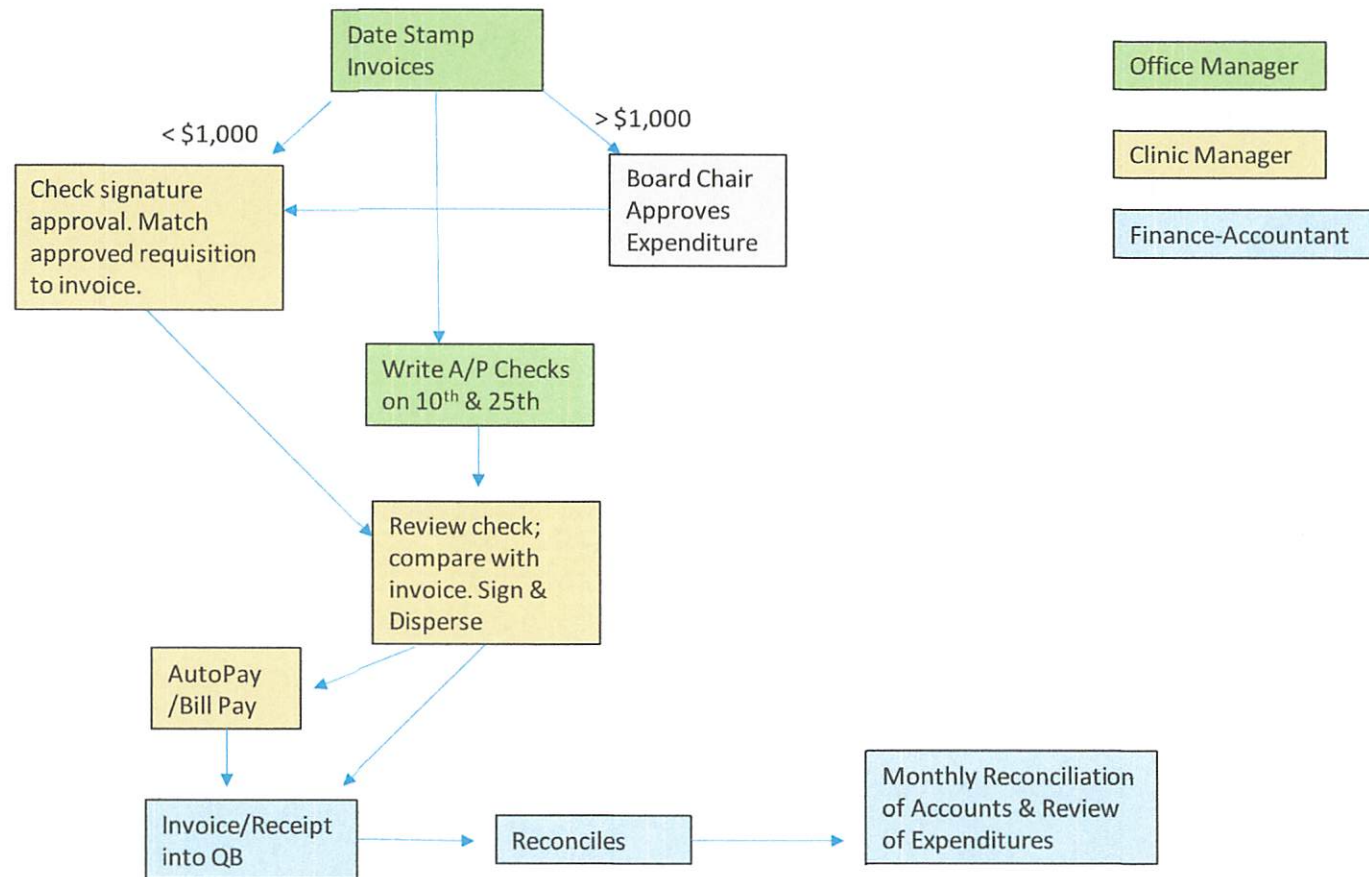 Date Stamp
Invoices
Office Manager
< $1,000
> $1,000
Clinic Manager
Check signature
approval. Match
approved requisition
to invoice.
Board Chair
Approves
Expenditure
Finance-Accountant
Write A/P Checks
on 10th & 25th
Review check;
compare with
invoice. Sign &
Disperse
AutoPay
/Bill Pay
Invoice/Receipt
into QB
Reconciles
Monthly Reconciliation
of Accounts & Review
of Expenditures